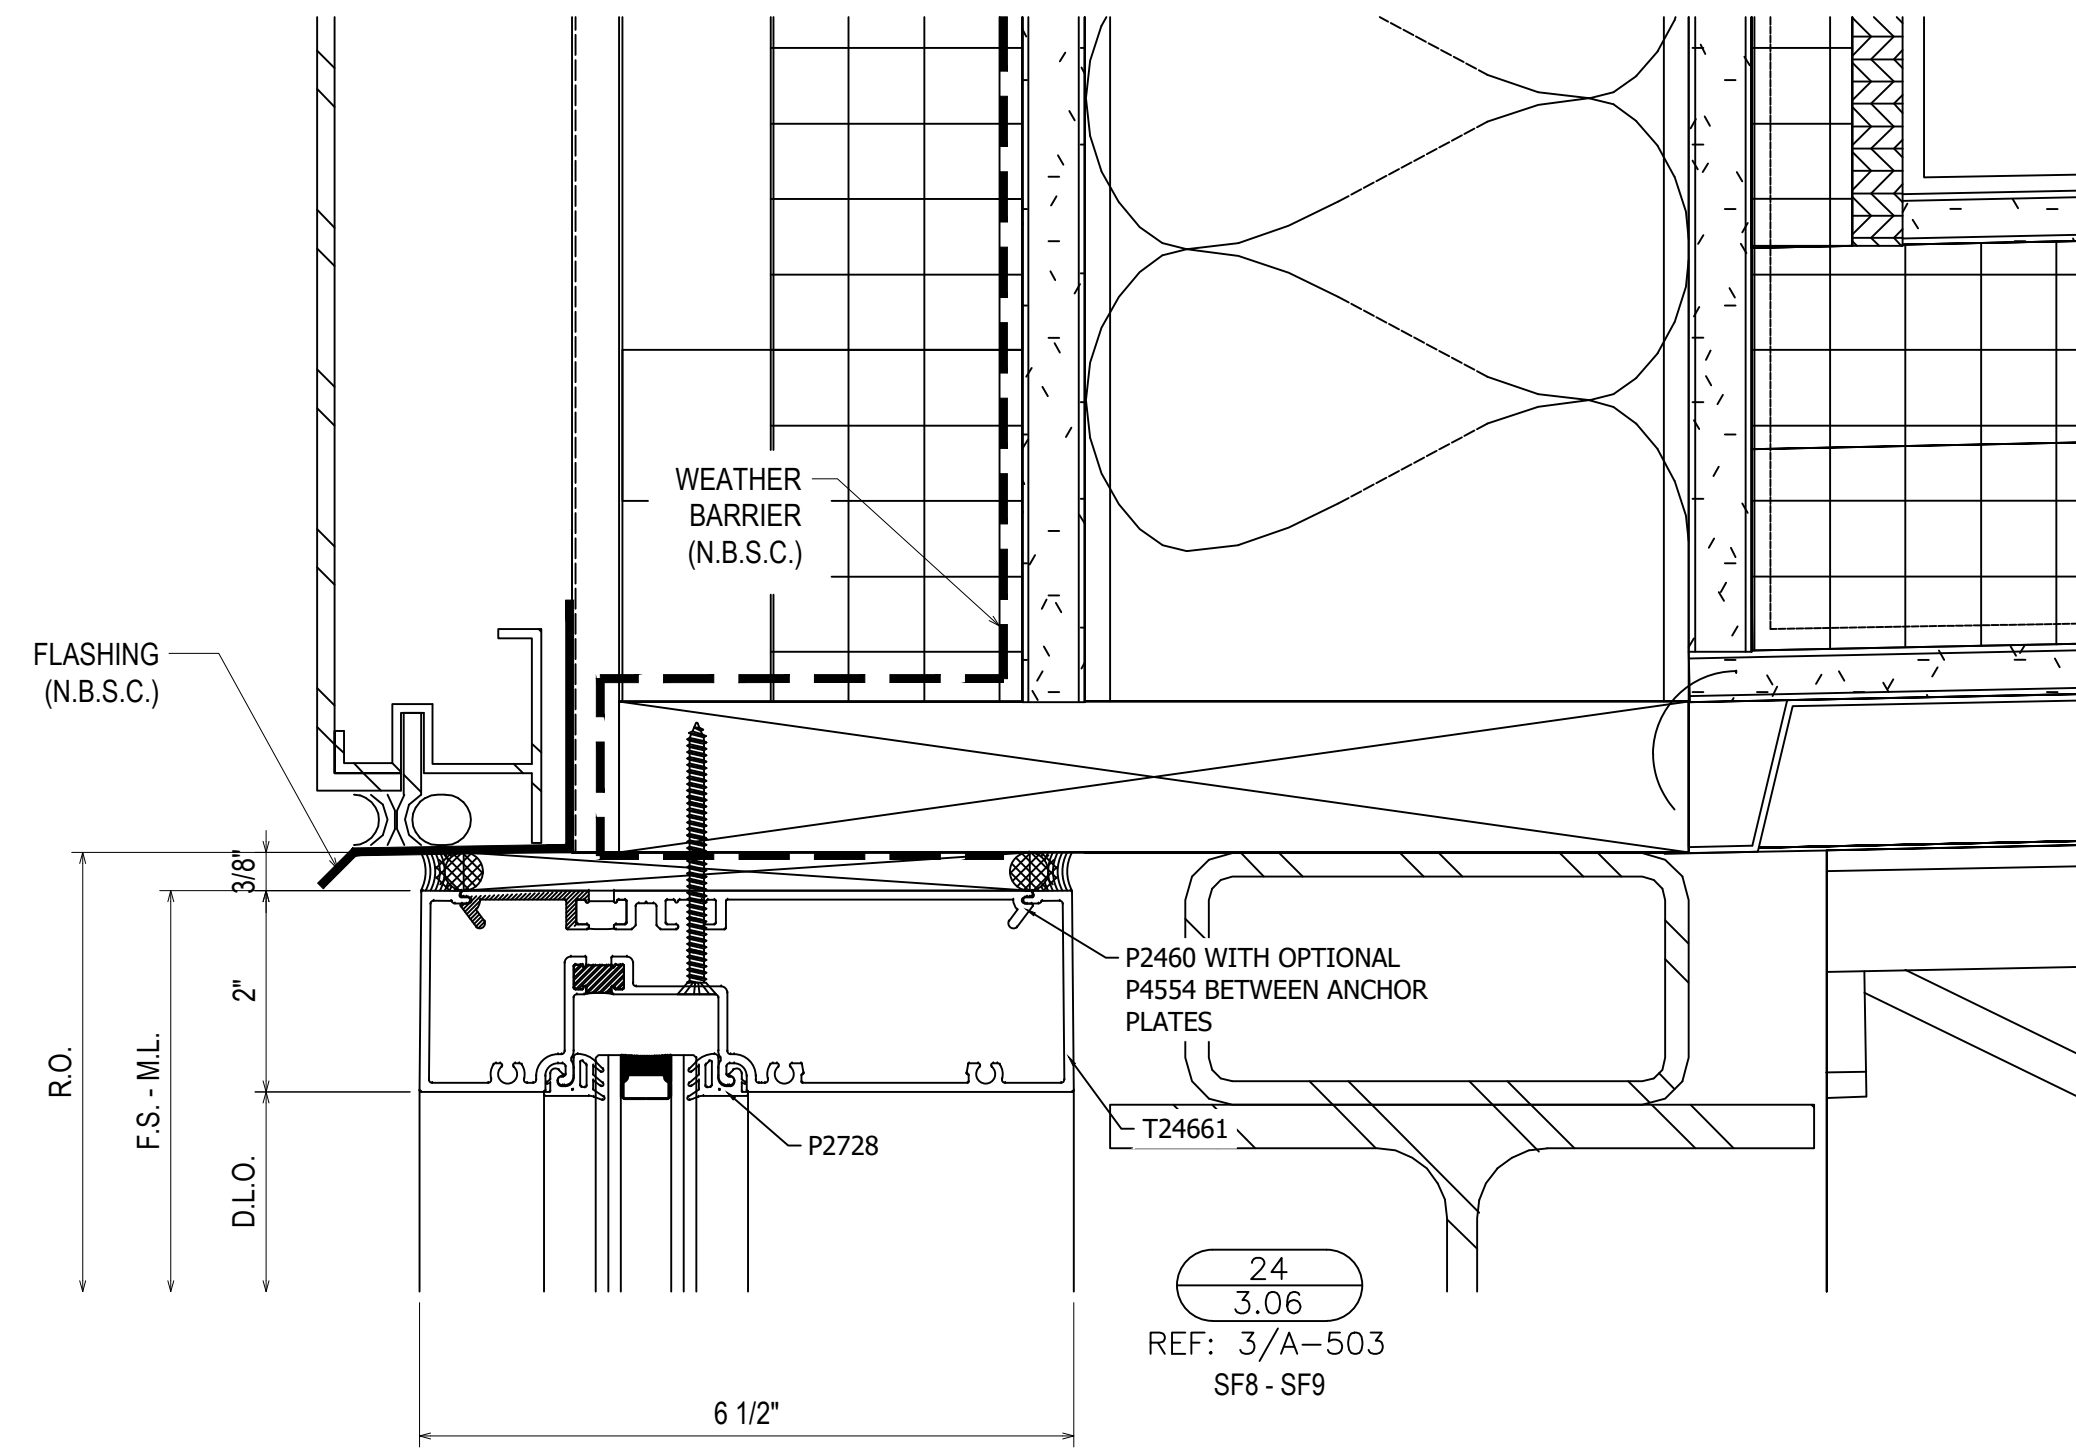 WEATHER
BARRIER
(N.B.S.C.)
FLASHING
(N.B.S.C.)
3/8"
2"
R.O.
F.S. - M.L.
D.L.O.
P2460 WITH OPTIONAL
P4554 BETWEEN ANCHOR
PLATES
T24661
P2728
24
3.06
REF: 3/A-503
SF8 - SF9
6 1/2"